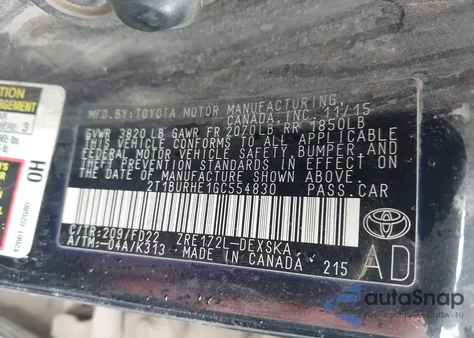 MFD.BY:TOYOTA MOTOR MANUFACTURING,
CANADA, INC. 11/15
GVWR 3820 LB GAWR FR 2070LB RR 1850LB
THIS VEHICLE CONFORMS TO ALL APPLICABLE
FEDERAL MOTOR VEHICLE SAFETY, BUMPER, AND
THEFT PREVENTION STANDARDS IN EFFECT ON THE
DATE OF MANUFACTURE SHOWN ABOVE.
2T1BURHE1GC554830 PASS.CAR
C/TR:209/FD22 ZRE172L-DEXSKA
A/TM:-04A/K313 MADE IN CANADA 215
AD
OH
3
lbs.
autoSnap